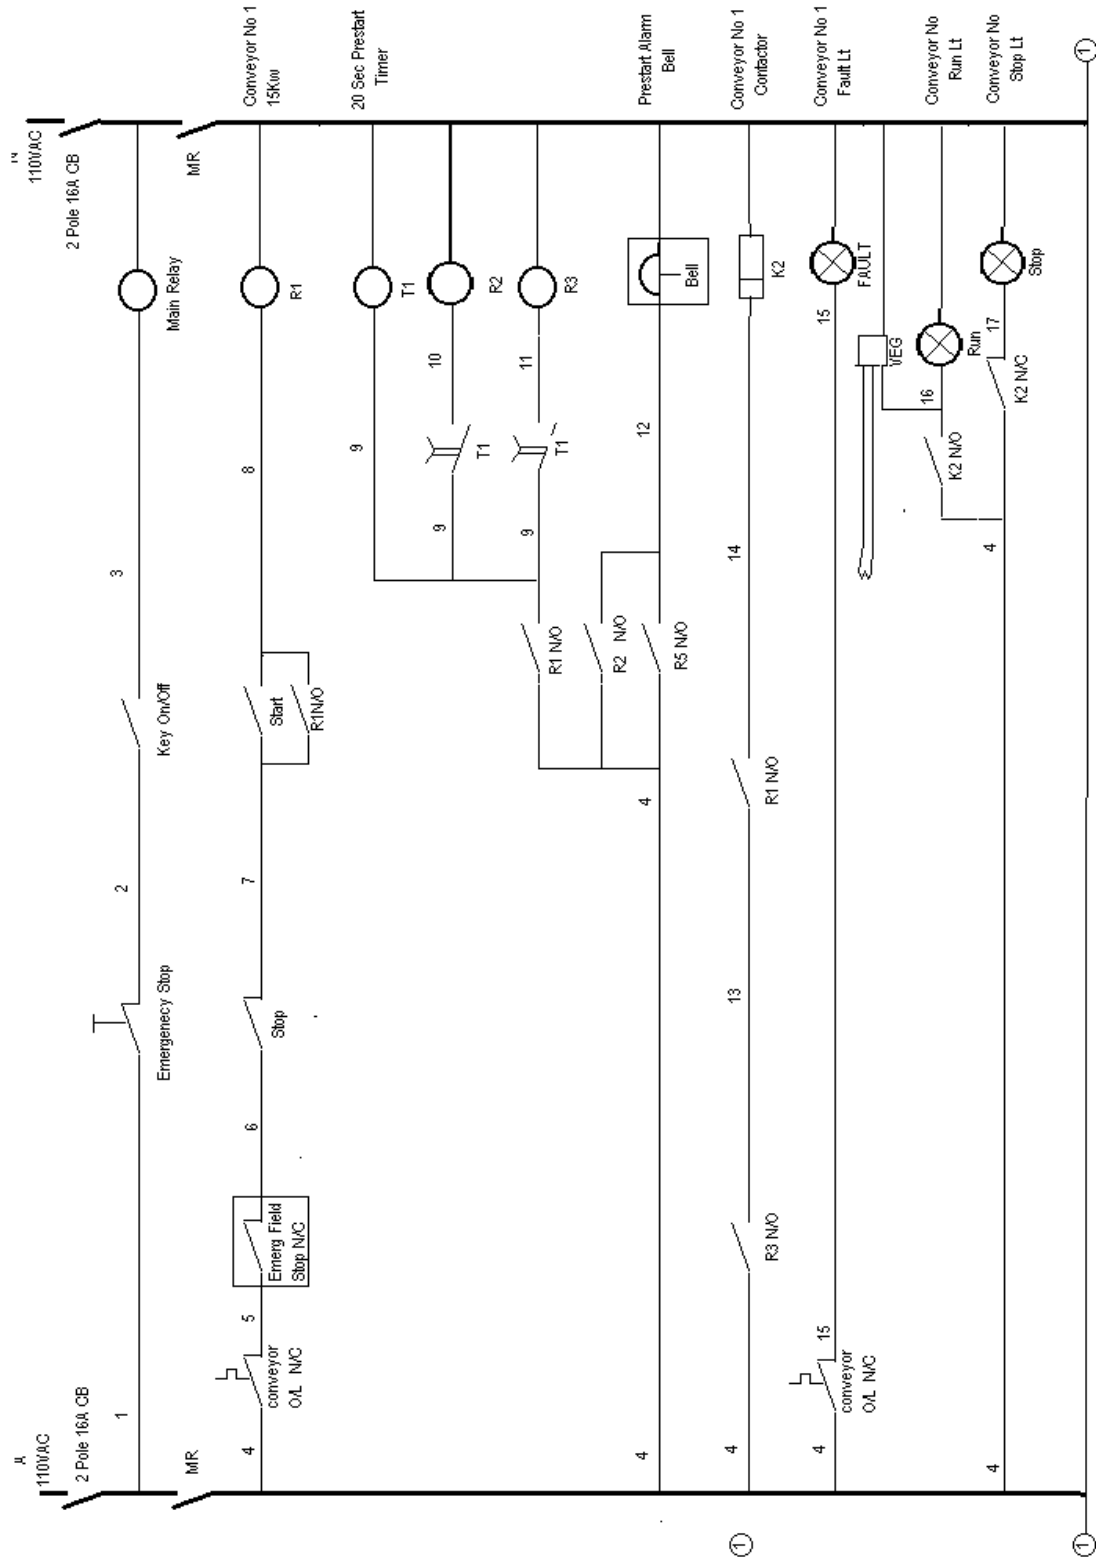 110VAC
110VAC
2 Pole 16A CB
2 Pole 16A CB
1
2
3
Emergenecy Stop
Key On/Off
Main Relay
MR
MR
4
5
6
7
8
conveyor
O/L N/C
Emerg Field
Stop N/C
Stop
Start
R1N/O
R1
Conveyor No 1
15Kw
9
T1
20 Sec Prestart
Timer
9
T1
10
R2
R1 N/O
9
T1
11
R3
R2 N/O
4
4
R5 N/O
12
Bell
Prestart Alarm
Bell
1
4
R3 N/O
13
R1 N/O
14
K2
Conveyor No 1
Contactor
4
conveyor
O/L N/C
15
15
FAULT
Conveyor No 1
Fault Lt
VEG
K2 N/O
16
Run
Conveyor No
Run Lt
4
4
K2 N/C
17
Stop
Conveyor No
Stop Lt
1
1